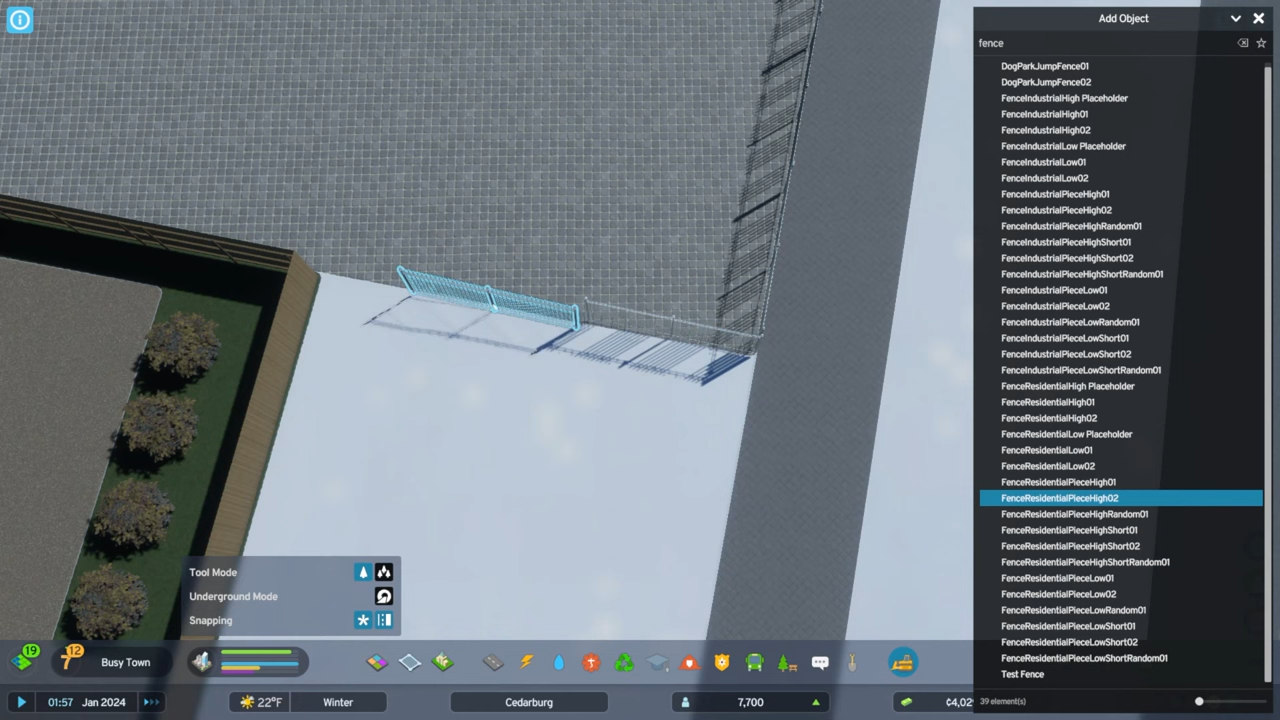 Add Object
fence
DogParkJumpFence01
DogParkJumpFence02
FenceIndustrialHigh Placeholder
FenceIndustrialHigh01
FenceIndustrialHigh02
FenceIndustrialLow Placeholder
FenceIndustrialLow01
FenceIndustrialLow02
FenceIndustrialPieceHigh01
FenceIndustrialPieceHigh02
FenceIndustrialPieceHighRandom01
FenceIndustrialPieceHighShort01
FenceIndustrialPieceHighShort02
FenceIndustrialPieceHighShortRandom01
FenceIndustrialPieceLow01
FenceIndustrialPieceLow02
FenceIndustrialPieceLowRandom01
FenceIndustrialPieceLowShort01
FenceIndustrialPieceLowShort02
FenceIndustrialPieceLowShortRandom01
FenceResidentialHigh Placeholder
FenceResidentialHigh01
FenceResidentialHigh02
FenceResidentialLow Placeholder
FenceResidentialLow01
FenceResidentialLow02
FenceResidentialPieceHigh01
FenceResidentialPieceHigh02
FenceResidentialPieceHighRandom01
FenceResidentialPieceHighShort01
FenceResidentialPieceHighShort02
FenceResidentialPieceHighShortRandom01
FenceResidentialPieceLow01
FenceResidentialPieceLow02
FenceResidentialPieceLowRandom01
FenceResidentialPieceLowShort01
FenceResidentialPieceLowShort02
FenceResidentialPieceLowShortRandom01
Test Fence
39 element(s)
Tool Mode
Underground Mode
Snapping
19
12
Busy Town
01:57 Jan 2024
22°F
Winter
Cedarburg
7,700
¢4,02